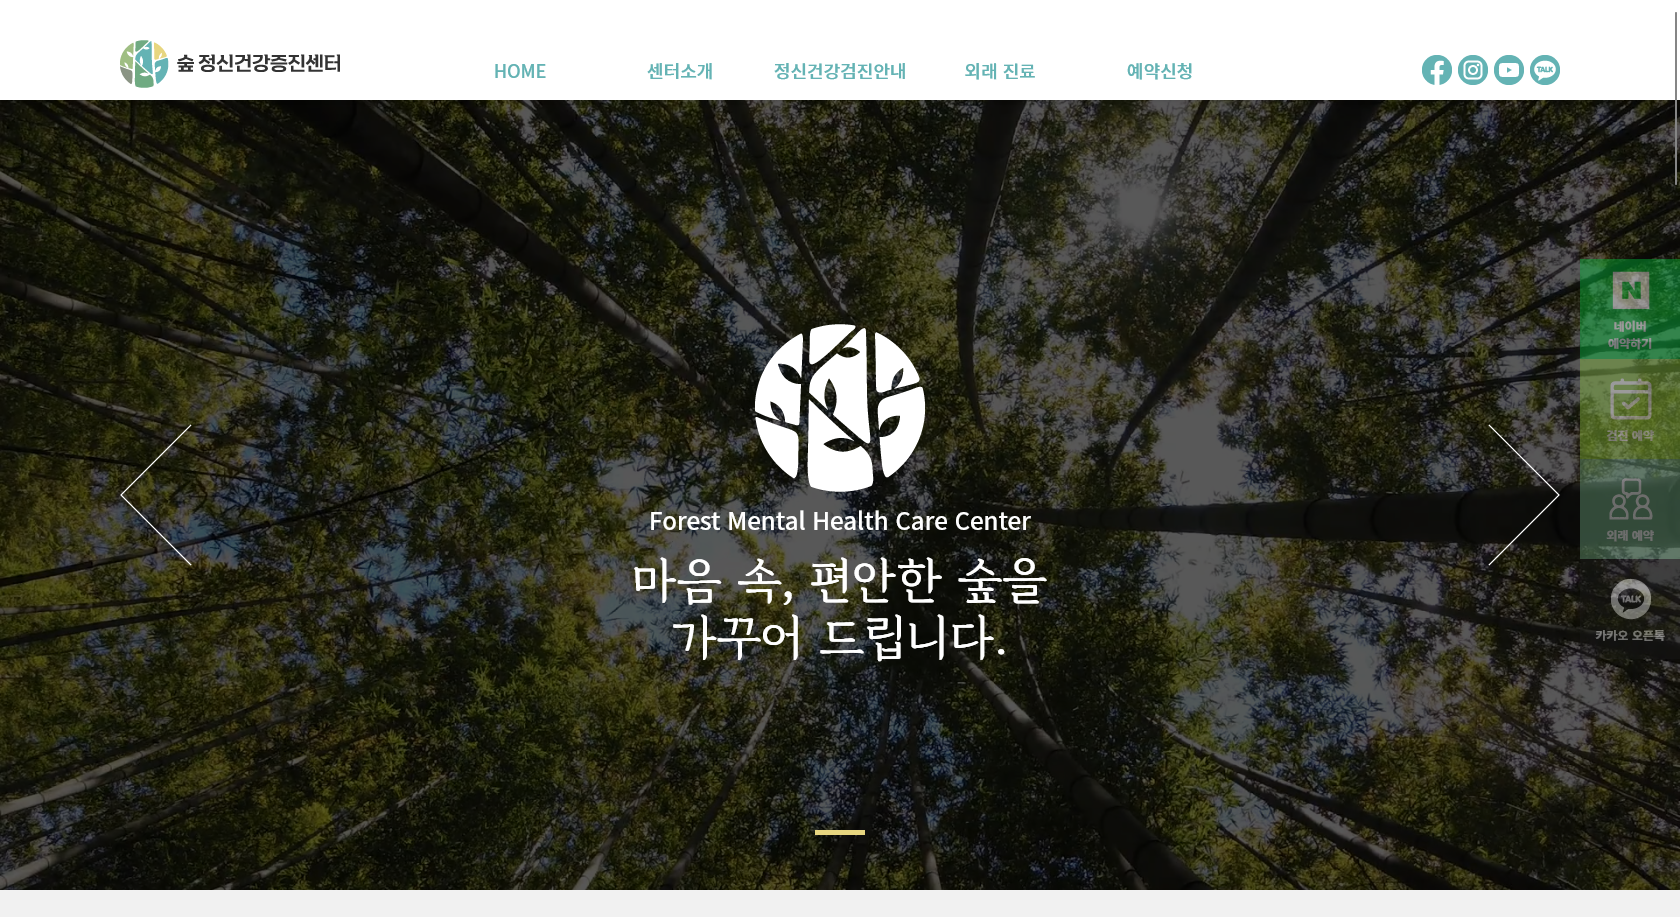 숲 정신건강증진센터
HOME
센터소개
정신건강검진안내
외래 진료
예약신청
TALK
Forest Mental Health Care Center
마음 속, 편안한 숲을
가꾸어 드립니다.
N
네이버
예약하기
검진 예약
외래 예약
TALK
카카오 오픈톡